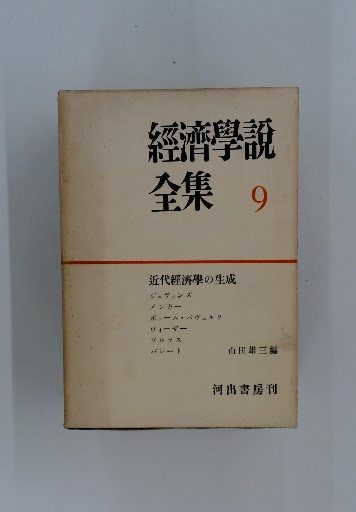 經濟學說
全集 9
近代經濟學の生成
ジェヴォンズ
メンガー
ボェーム・バヴェルク
ヴィーザー
ワルラス
パレート 山田雄三編
河出書房刊